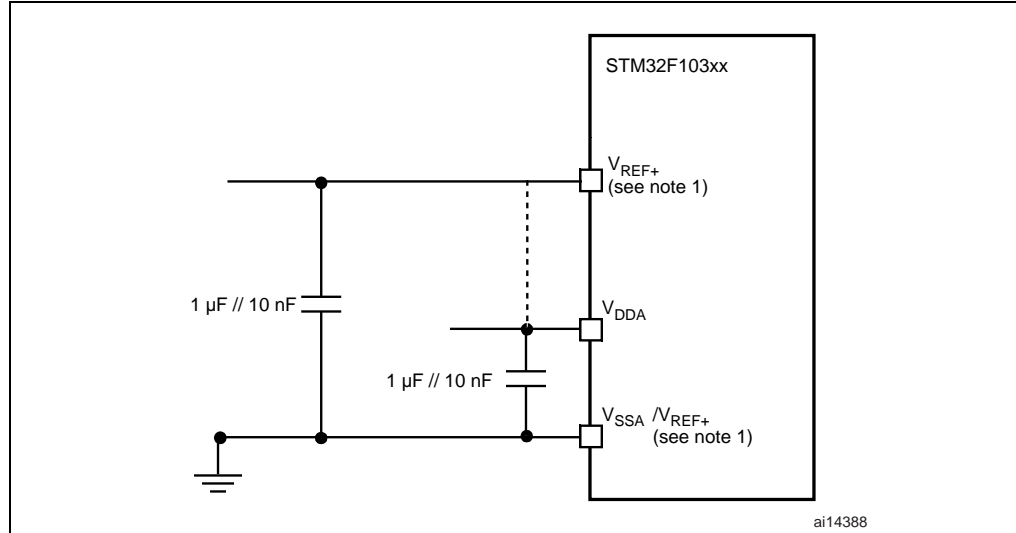 STM32F103xx
VREF+
(see note 1)
1 µF // 10 nF
VDDA
1 µF // 10 nF
VSSA /VREF+
(see note 1)
ai14388